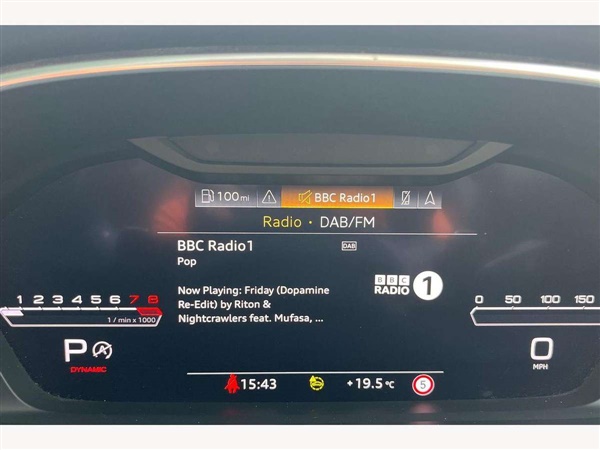 100 mi BBC Radio1
Radio · DAB/FM
BBC Radio1 DAB
Pop
Now Playing: Friday (Dopamine
Re-Edit) by Riton &
Nightcrawlers feat. Mufasa, ...
BBC
RADIO 1
1 2 3 4 5 6 7 8
1 / min x 1000
0 50 100 150
P A
DYNAMIC
0
MPH
15:43 +19.5 °C 5